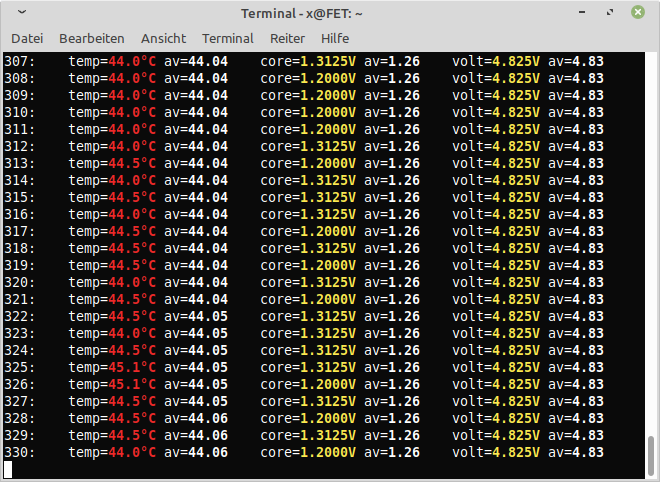 Terminal - x@FET: ~
Datei Bearbeiten Ansicht Terminal Reiter Hilfe
307: temp=44.0°C av=44.04 core=1.3125V av=1.26 volt=4.825V av=4.83
308: temp=44.0°C av=44.04 core=1.2000V av=1.26 volt=4.825V av=4.83
309: temp=44.0°C av=44.04 core=1.2000V av=1.26 volt=4.825V av=4.83
310: temp=44.0°C av=44.04 core=1.2000V av=1.26 volt=4.825V av=4.83
311: temp=44.0°C av=44.04 core=1.2000V av=1.26 volt=4.825V av=4.83
312: temp=44.0°C av=44.04 core=1.3125V av=1.26 volt=4.825V av=4.83
313: temp=44.5°C av=44.04 core=1.2000V av=1.26 volt=4.825V av=4.83
314: temp=44.0°C av=44.04 core=1.3125V av=1.26 volt=4.825V av=4.83
315: temp=44.5°C av=44.04 core=1.3125V av=1.26 volt=4.825V av=4.83
316: temp=44.0°C av=44.04 core=1.3125V av=1.26 volt=4.825V av=4.83
317: temp=44.5°C av=44.04 core=1.2000V av=1.26 volt=4.825V av=4.83
318: temp=44.5°C av=44.04 core=1.3125V av=1.26 volt=4.825V av=4.83
319: temp=44.5°C av=44.04 core=1.2000V av=1.26 volt=4.825V av=4.83
320: temp=44.0°C av=44.04 core=1.3125V av=1.26 volt=4.825V av=4.83
321: temp=44.5°C av=44.04 core=1.3125V av=1.26 volt=4.825V av=4.83
322: temp=44.5°C av=44.05 core=1.3125V av=1.26 volt=4.825V av=4.83
323: temp=44.0°C av=44.05 core=1.2000V av=1.26 volt=4.825V av=4.83
324: temp=44.5°C av=44.05 core=1.3125V av=1.26 volt=4.825V av=4.83
325: temp=45.1°C av=44.05 core=1.3125V av=1.26 volt=4.825V av=4.83
326: temp=45.1°C av=44.05 core=1.2000V av=1.26 volt=4.825V av=4.83
327: temp=44.5°C av=44.05 core=1.3125V av=1.26 volt=4.825V av=4.83
328: temp=44.5°C av=44.06 core=1.2000V av=1.26 volt=4.825V av=4.83
329: temp=44.5°C av=44.06 core=1.3125V av=1.26 volt=4.825V av=4.83
330: temp=44.5°C av=44.06 core=1.2000V av=1.26 volt=4.825V av=4.83